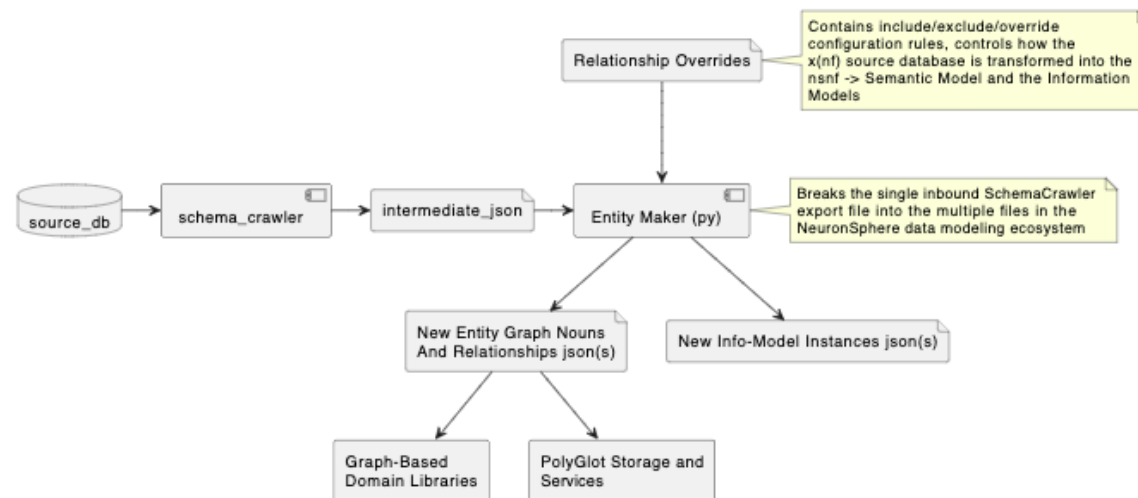 Relationship Overrides
Contains include/exclude/override
configuration rules, controls how the
x(nf) source database is transformed into the
nsnf -> Semantic Model and the Information
Models
source_db
schema_crawler
intermediate_json
Entity Maker (py)
Breaks the single inbound SchemaCrawler
export file into the multiple files in the
NeuronSphere data modeling ecosystem
New Entity Graph Nouns
And Relationships json(s)
New Info-Model Instances json(s)
Graph-Based
Domain Libraries
PolyGlot Storage and
Services